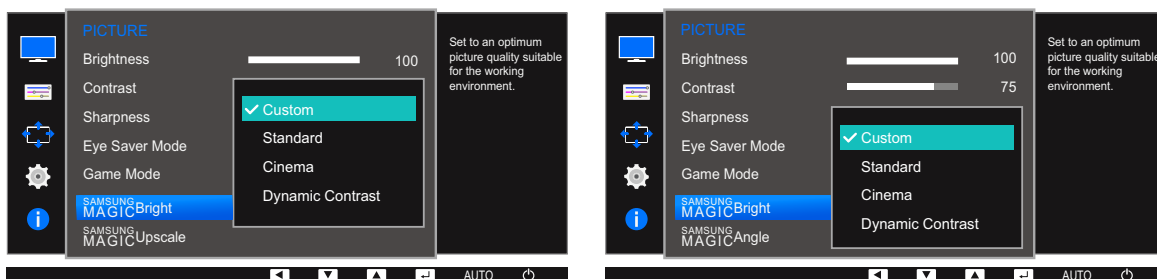 PICTURE
Brightness 100
Contrast
Sharpness
Eye Saver Mode
Game Mode
SAMSUNG
MAGICBright
SAMSUNG
MAGICUpscale
Custom
Standard
Cinema
Dynamic Contrast
Set to an optimum
picture quality suitable
for the working
environment.
AUTO
PICTURE
Brightness 100
Contrast 75
Sharpness
Eye Saver Mode
Game Mode
SAMSUNG
MAGICBright
SAMSUNG
MAGICAngle
Custom
Standard
Cinema
Dynamic Contrast
Set to an optimum
picture quality suitable
for the working
environment.
AUTO